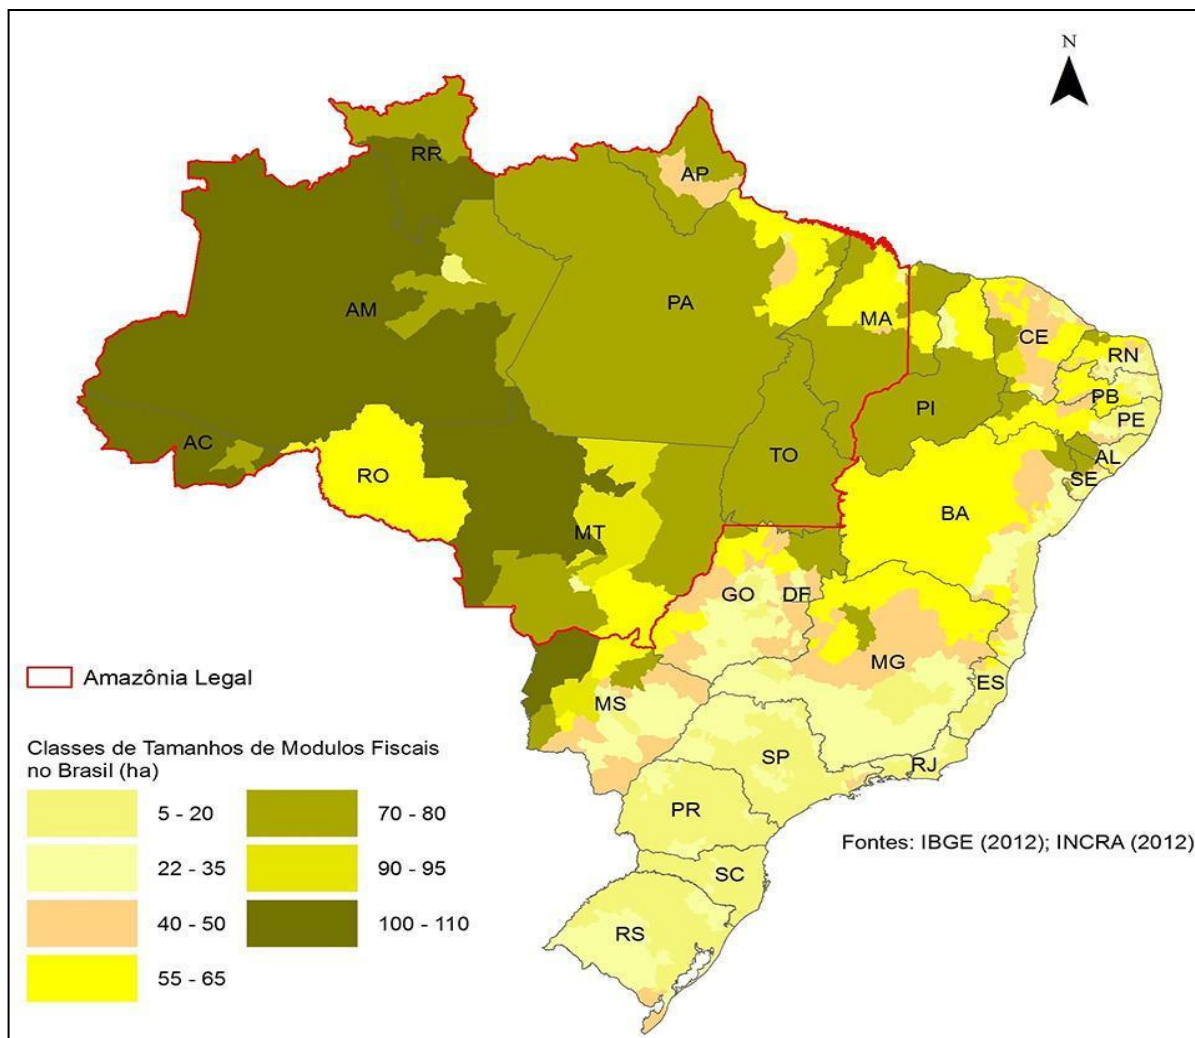 N
RR
AP
AM
PA
MA
CE
RN
PB
PI
PE
AC
TO
AL
RO
SE
BA
MT
GO
DF
MG
Amazônia Legal
ES
MS
Classes de Tamanhos de Modulos Fiscais
no Brasil (ha)
SP
RJ
5 - 20
70 - 80
PR
Fontes: IBGE (2012); INCRA (2012)
22 - 35
90 - 95
SC
40 - 50
100 - 110
RS
55 - 65